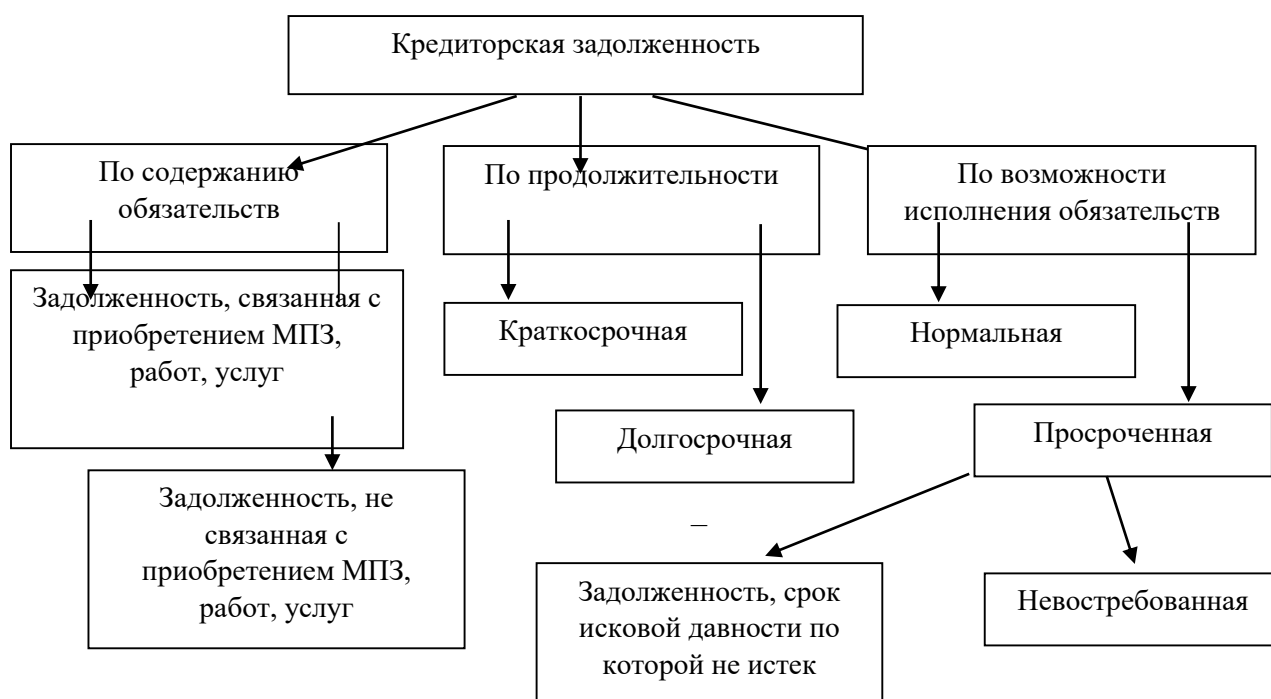 Кредиторская задолженность
По содержанию
обязательств
По продолжительности
По возможности
исполнения обязательств
Задолженность, связанная с
приобретением МПЗ,
работ, услуг
Краткосрочная
Нормальная
Долгосрочная
Просроченная
Задолженность, не
связанная с
приобретением МПЗ,
работ, услуг
–
Задолженность, срок
исковой давности по
которой не истек
Невостребованная